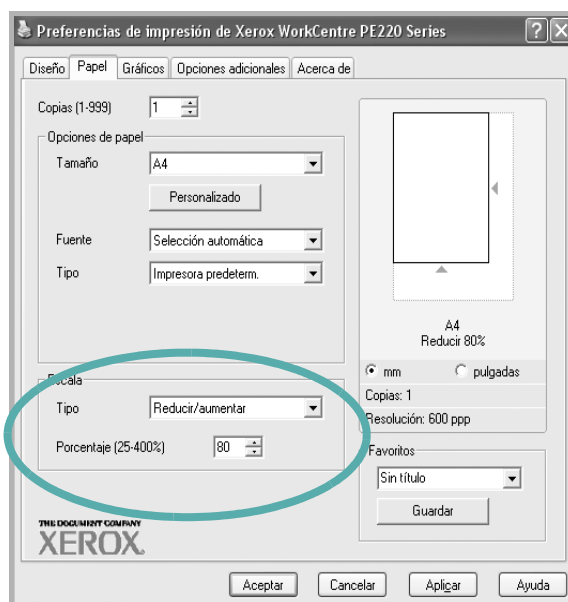 Preferencias de impresión de Xerox WorkCentre PE220 Series
Diseño Papel Gráficos Opciones adicionales Acerca de
Copias (1-999) 1
Opciones de papel
Tamaño A4
Personalizado
Fuente Selección automática
Tipo Impresora predeterm.
A4
Reducir 80%
mm pulgadas
Copias: 1
Resolución: 600 ppp
Escala
Tipo Reducir/aumentar
Porcentaje (25-400%) 80
Favoritos
Sin título
Guardar
THE DOCUMENT COMPANY
XEROX.
Aceptar Cancelar Aplicar Ayuda